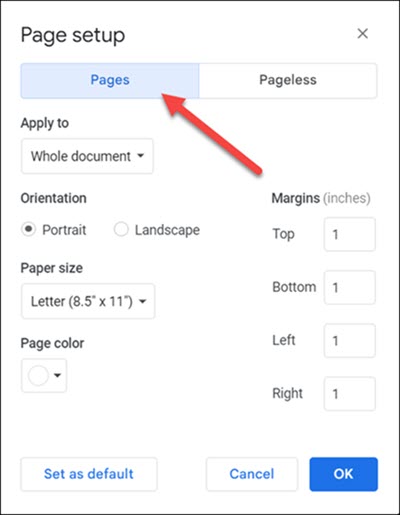 Page setup
Pages Pageless
Apply to
Whole document
Orientation
Portrait Landscape
Paper size
Letter (8.5" x 11")
Page color
Margins (inches)
Top 1
Bottom 1
Left 1
Right 1
Set as default Cancel OK